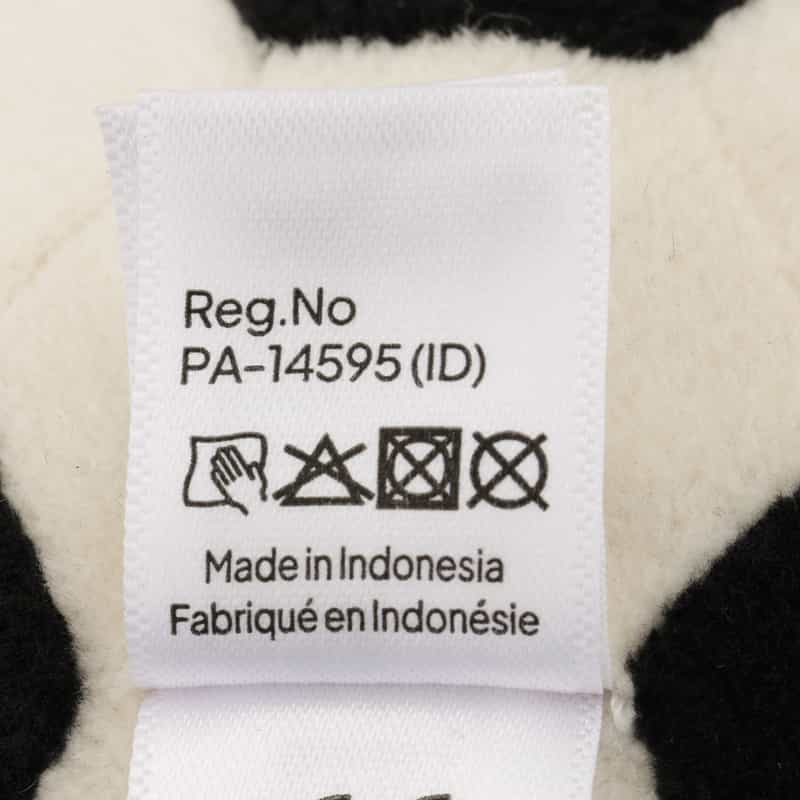 Reg.No
PA-14595 (ID)
Made in Indonesia
Fabriqué en Indonésie